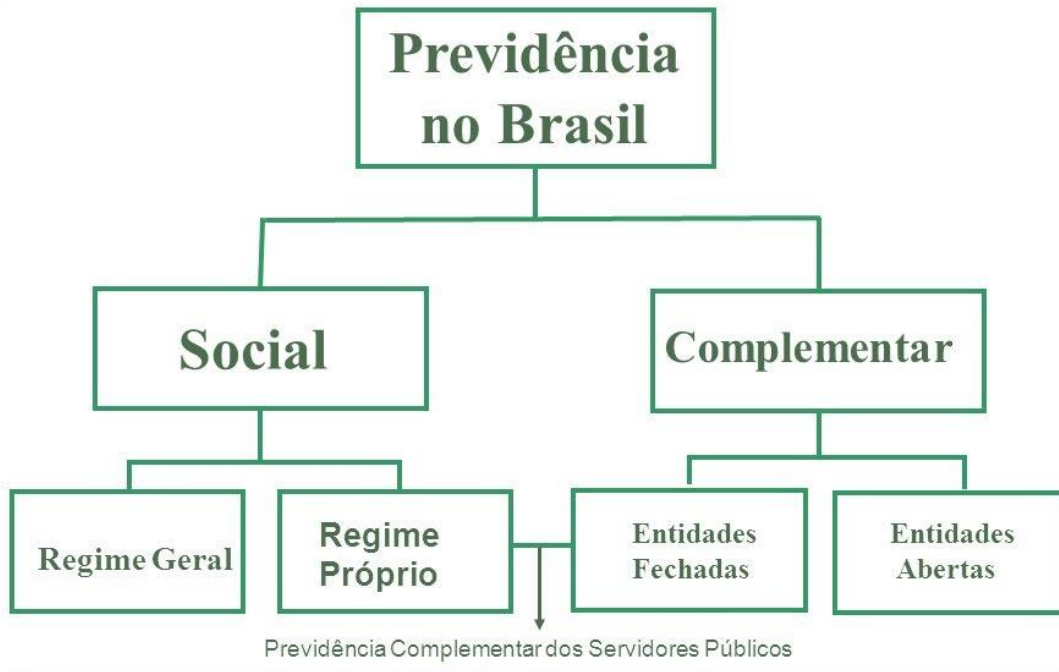 Previdência
no Brasil
Social
Complementar
Regime Geral
Regime
Próprio
Entidades
Fechadas
Entidades
Abertas
Previdência Complementar dos Servidores Públicos